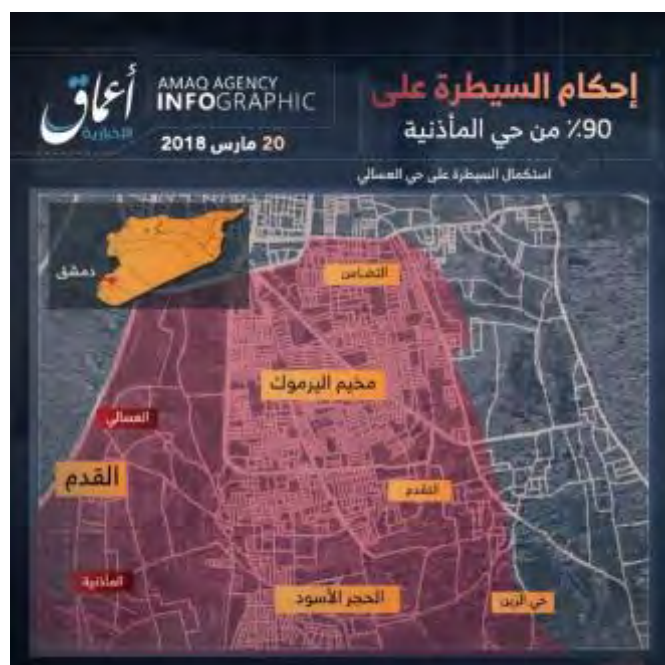 أعماق
الإخبارية
AMAQ AGENCY
INFOGRAPHIC
20 مارس 2018
إحكام السيطرة على
90٪ من حي المأذنية
استكمال السيطرة على حي العسالي
دمشق
التضامن
مخيم اليرموك
العسالي
القدم
التقدم
المأذنية
الحجر الأسود
حي الزين